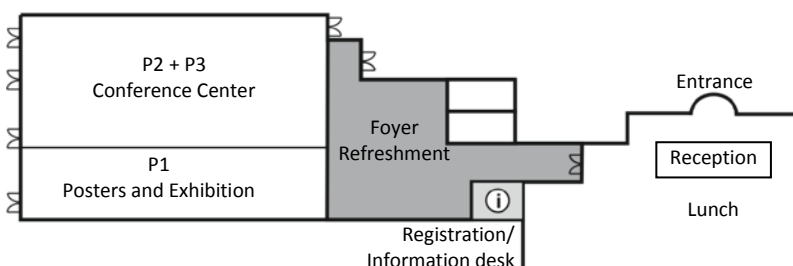 P2 + P3
Conference Center
P1
Posters and Exhibition
Foyer
Refreshment
i
Registration/
Information desk
Entrance
Reception
Lunch